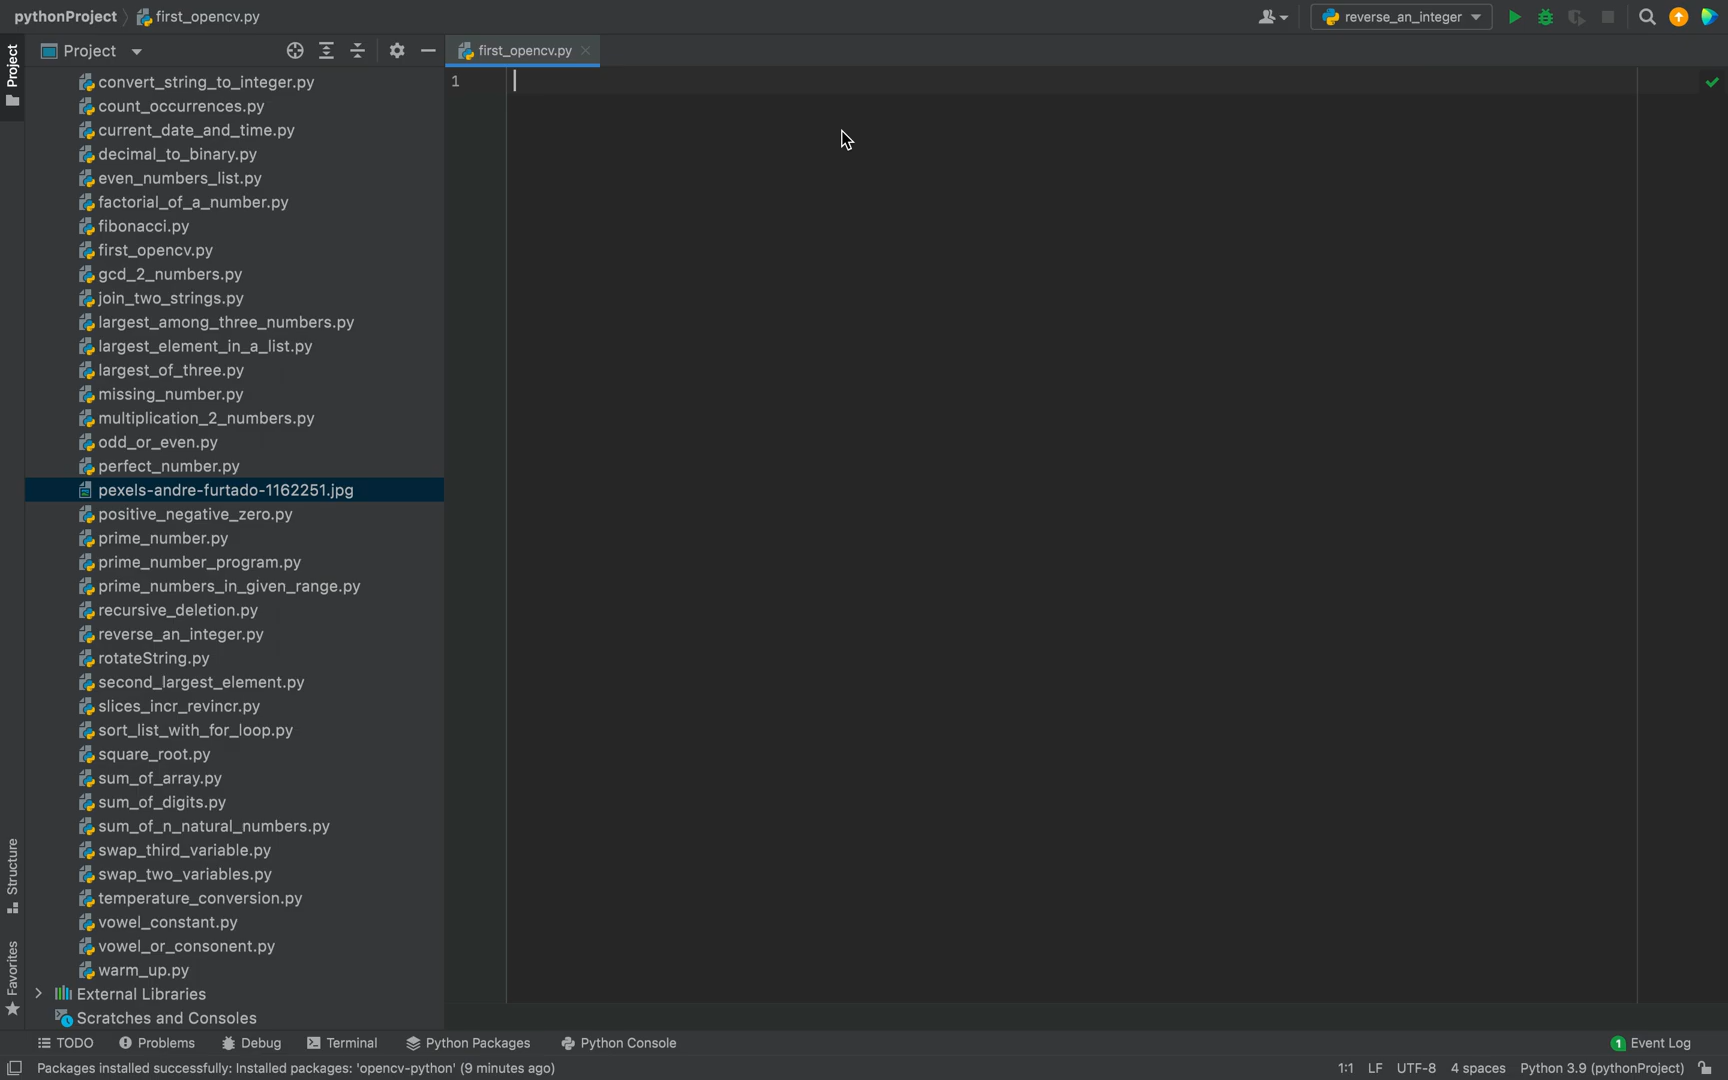 pythonProject first_opencv.py reverse_an_integer
Project first_opencv.py
Project
1
convert_string_to_integer.py
count_occurrences.py
current_date_and_time.py
decimal_to_binary.py
even_numbers_list.py
factorial_of_a_number.py
fibonacci.py
first_opencv.py
gcd_2_numbers.py
join_two_strings.py
largest_among_three_numbers.py
largest_element_in_a_list.py
largest_of_three.py
missing_number.py
multiplication_2_numbers.py
odd_or_even.py
perfect_number.py
pexels-andre-furtado-1162251.jpg
positive_negative_zero.py
prime_number.py
prime_number_program.py
prime_numbers_in_given_range.py
recursive_deletion.py
reverse_an_integer.py
rotateString.py
second_largest_element.py
slices_incr_revincr.py
sort_list_with_for_loop.py
square_root.py
sum_of_array.py
sum_of_digits.py
sum_of_n_natural_numbers.py
swap_third_variable.py
swap_two_variables.py
temperature_conversion.py
vowel_constant.py
vowel_or_consonent.py
warm_up.py
External Libraries
Scratches and Consoles
Structure
Favorites
TODO Problems Debug Terminal Python Packages Python Console 1 Event Log
Packages installed successfully: Installed packages: 'opencv-python' (9 minutes ago) 1:1 LF UTF-8 4 spaces Python 3.9 (pythonProject)